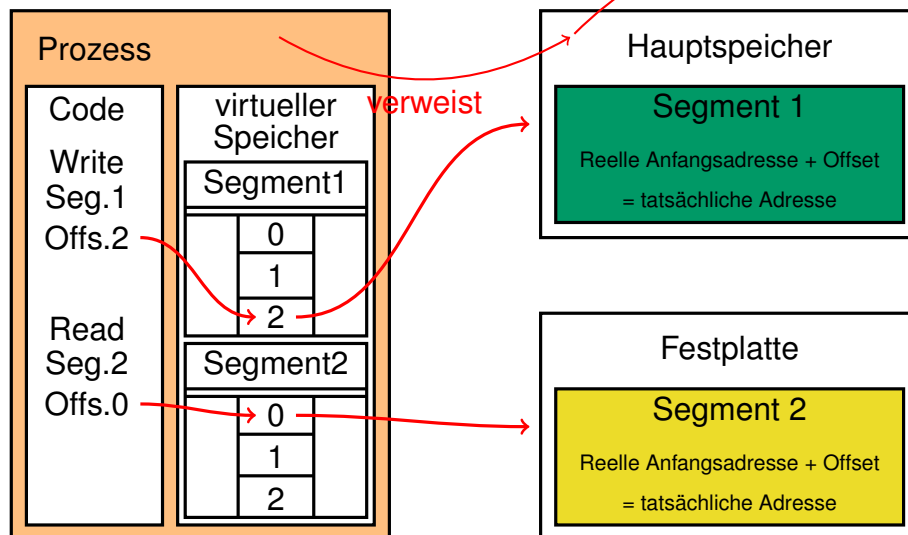 Prozess
Code
Write
Seg.1
Offs.2
Read
Seg.2
Offs.0
virtueller
Speicher
Segment1
0
1
2
Segment2
0
1
2
verweist
Hauptspeicher
Segment 1
Reelle Anfangsadresse + Offset
= tatsächliche Adresse
Festplatte
Segment 2
Reelle Anfangsadresse + Offset
= tatsächliche Adresse